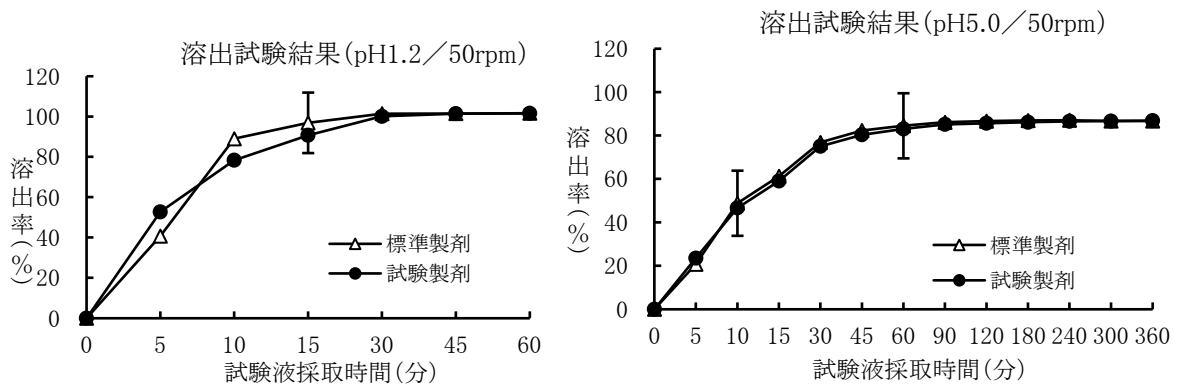 溶出試験結果(pH1.2／50rpm)
120
100
80
60
40
20
0
溶出率(%)
標準製剤
試験製剤
0 5 10 15 30 45 60
試験液採取時間(分)
溶出試験結果(pH5.0／50rpm)
120
100
80
60
40
20
0
溶出率(%)
標準製剤
試験製剤
0 5 10 15 30 45 60 90 120 180 240 300 360
試験液採取時間(分)